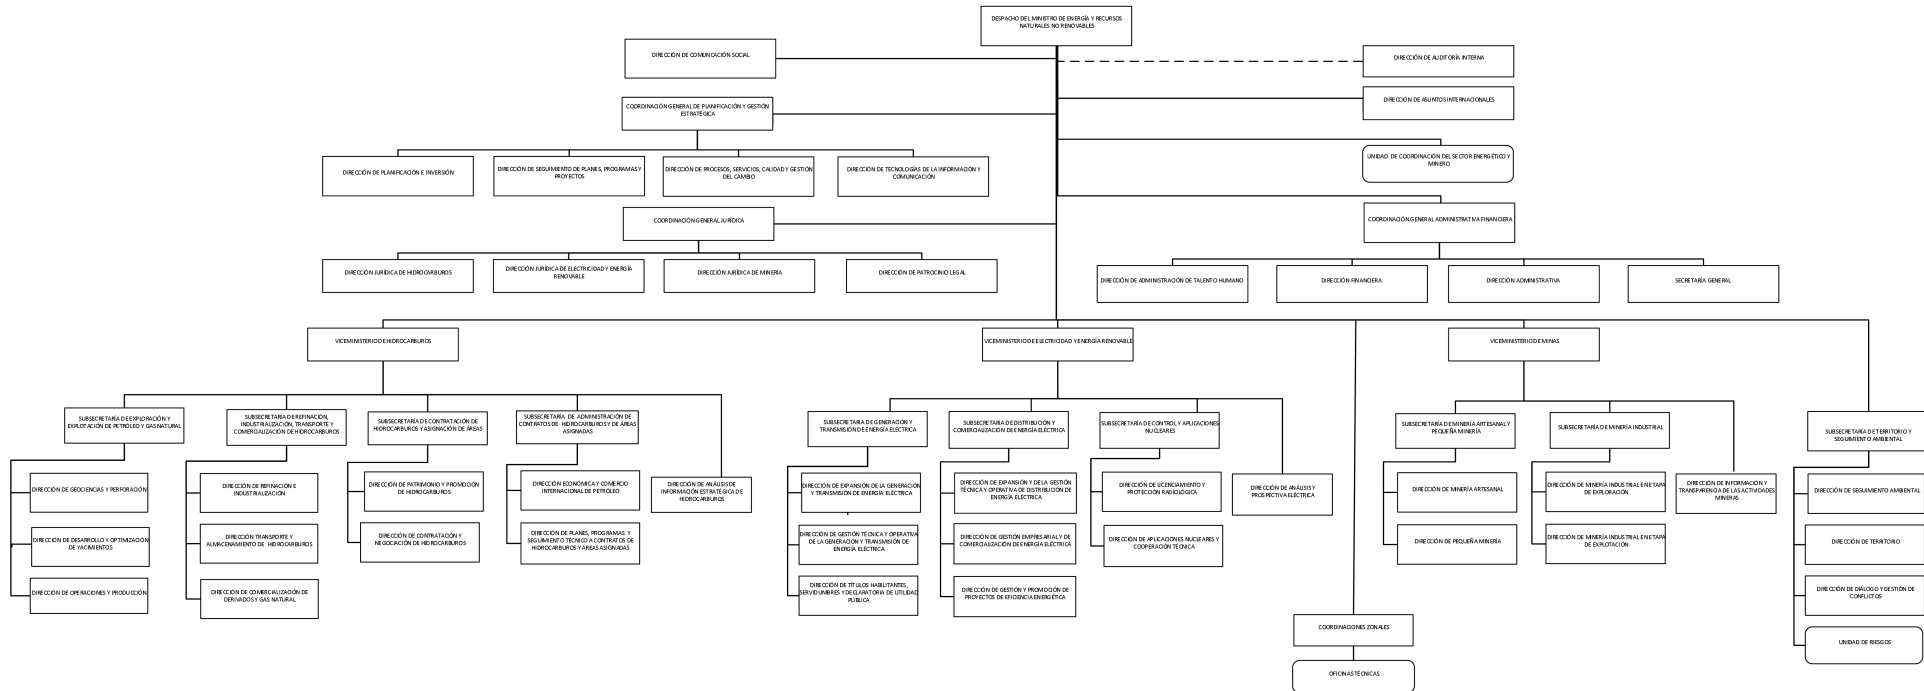 DESPACHO DEL MINISTRO DE ENERGÍA Y RECURSOS
NATURALES NO RENOVABLES
DIRECCIÓN DE COMUNCACIÓN SOCIAL
DIRECCIÓN DE AUDITORÍA INTERNA
DIRECCIÓN DE ASUNTOS INTERNACIONALES
COORDINACIÓN GENERAL DE PLANIFICACIÓN Y GESTIÓN
ESTRATÉGICA
UNIDAD DE COORDINACIÓN DEL SECTOR ENERGÉTICO Y
MINERO
DIRECCIÓN DE PLANIFICACIÓN E INVERSIÓN
DIRECCIÓN DE SEGUIMIENTO DE PLANES, PROGRAMAS Y
PROYECTOS
DIRECCIÓN DE PROCESOS, SERVICIOS, CALIDAD Y GESTIÓN
DEL CAMBIO
DIRECCIÓN DE TECNOLOGÍAS DE LA INFORMACIÓN Y
COMUNICACIÓN
COORDINACIÓN GENERAL JURÍDICA
COORDINACIÓN GENERAL ADMINISTRATIVA FINANCIERA
DIRECCIÓN JURÍDICA DE HIDROCARBUROS
DIRECCIÓN JURÍDICA DE ELECTRICIDAD Y ENERGÍA
RENOVABLE
DIRECCIÓN JURÍDICA DE MINERÍA
DIRECCIÓN DE PATROCINIO LEGAL
DIRECCIÓN DE ADMINISTRACIÓN DE TALENTO HUMANO
DIRECCIÓN FINANCIERA
DIRECCIÓN ADMINISTRATIVA
SECRETARÍA GENERAL
VICEMINISTERIO DE HIDROCARBUROS
VICEMINISTERIO DE ELECTRICIDAD Y ENERGÍA RENOVABLE
VICEMINISTERIO DE MINAS
SUBSECRETARÍA DE EXPLORACIÓN Y
EXPLOTACIÓN DE PETRÓLEO Y GAS NATURAL
SUBSECRETARÍA DE REFINACIÓN,
INDUSTRIALIZACIÓN, TRANSPORTE Y
COMERCIALIZACIÓN DE HIDROCARBUROS
SUBSECRETARÍA DE CONTRATACIÓN DE
HIDROCARBUROS Y ASIGNACIÓN DE ÁREAS
SUBSECRETARÍA DE ADMINISTRACIÓN DE
CONTRATOS DE HIDROCARBUROS Y DE ÁREAS
ASIGNADAS
SUBSECRETARIA DE GENERACIÓN Y
TRANSMISIÓN DE ENERGÍA ELÉCTRICA
SUBSECRETARIA DE DISTRIBUCIÓN Y
COMERCIALIZACIÓN DE ENERGÍA ELÉCTRICA
SUBSECRETARÍA DE CONTROL Y APLICACIONES
NUCLEARES
SUBSECRETARÍA DE MINERÍA ARTESANAL Y
PEQUEÑA MINERÍA
SUBSECRETARÍA DE MINERÍA INDUSTRIAL
SUBSECRETARÍA DE TERRITORIO Y
SEGUIMIENTO AMBIENTAL
DIRECCIÓN DE GEOCIENCIAS Y PERFORACIÓN
DIRECCIÓN DE REFINACIÓN E
INDUSTRIALIZACIÓN
DIRECCIÓN DE PATRIMONIO Y PROMOCIÓN
DE HIDROCARBUROS
DIRECCIÓN ECONÓMICA Y COMERCIO
INTERNACIONAL DE PETRÓLEO
DIRECCIÓN DE ANÁLISIS DE
INFORMACIÓN ESTRATÉGICA DE
HIDROCARBUROS
DIRECCIÓN DE EXPANSIÓN DE LA GENERACIÓN
Y TRANSMISIÓN DE ENERGÍA ELÉCTRICA
DIRECCIÓN DE EXPANSIÓN Y DE LA GESTIÓN
TÉCNICA Y OPERATIVA DE DISTRIBUCIÓN DE
ENERGÍA ELÉCTRICA
DIRECCIÓN DE LICENCIAMIENTO Y
PROTECCIÓN RADIOLÓGICA
DIRECCIÓN DE ANÁLISIS Y
PROSPECTIVA ELÉCTRICA
DIRECCIÓN DE MINERÍA ARTESANAL
DIRECCIÓN DE MINERÍA INDUSTRIAL EN ETAPA
DE EXPLORACIÓN
DIRECCIÓN DE INFORMACIÓN Y
TRANSPARENCIA DE LAS ACTIVIDADES
MINERAS
DIRECCIÓN DE SEGUIMIENTO AMBIENTAL
DIRECCIÓN DE DESARROLLO Y OPTIMIZACIÓN
DE YACIMIENTOS
DIRECCIÓN TRANSPORTE Y
ALMACENAMIENTO DE HIDROCARBUROS
DIRECCIÓN DE CONTRATACIÓN Y
NEGOCIACIÓN DE HIDROCARBUROS
DIRECCIÓN DE PLANES, PROGRAMAS Y
SEGUIMIENTO TÉCNICO A CONTRATOS DE
HIDROCARBUROS Y ÁREAS ASIGNADAS
DIRECCIÓN DE GESTIÓN TÉCNICA Y OPERATIVA
DE LA GENERACIÓN Y TRANSMISIÓN DE
ENERGÍA ELÉCTRICA
DIRECCIÓN DE GESTIÓN EMPRESARIAL Y DE
COMERCIALIZACIÓN DE ENERGÍA ELÉCTRICA
DIRECCIÓN DE APLICACIONES NUCLEARES Y
COOPERACIÓN TÉCNICA
DIRECCIÓN DE PEQUEÑA MINERÍA
DIRECCIÓN DE MINERÍA INDUSTRIAL EN ETAPA
DE EXPLOTACIÓN
DIRECCIÓN DE TERRITORIO
DIRECCIÓN DE OPERACIONES Y PRODUCCIÓN
DIRECCIÓN DE COMERCIALIZACIÓN DE
DERIVADOS Y GAS NATURAL
DIRECCIÓN DE TÍTULOS HABILITANTES,
SERVIDUMBRES Y DECLARATORIA DE UTILIDAD
PÚBLICA
DIRECCIÓN DE GESTIÓN Y PROMOCIÓN DE
PROYECTOS DE EFICIENCIA ENERGÉTICA
DIRECCIÓN DE DIÁLOGO Y GESTIÓN DE
CONFLICTOS
COORDINACIONES ZONALES
UNIDAD DE RIESGOS
OFICINAS TÉCNICAS